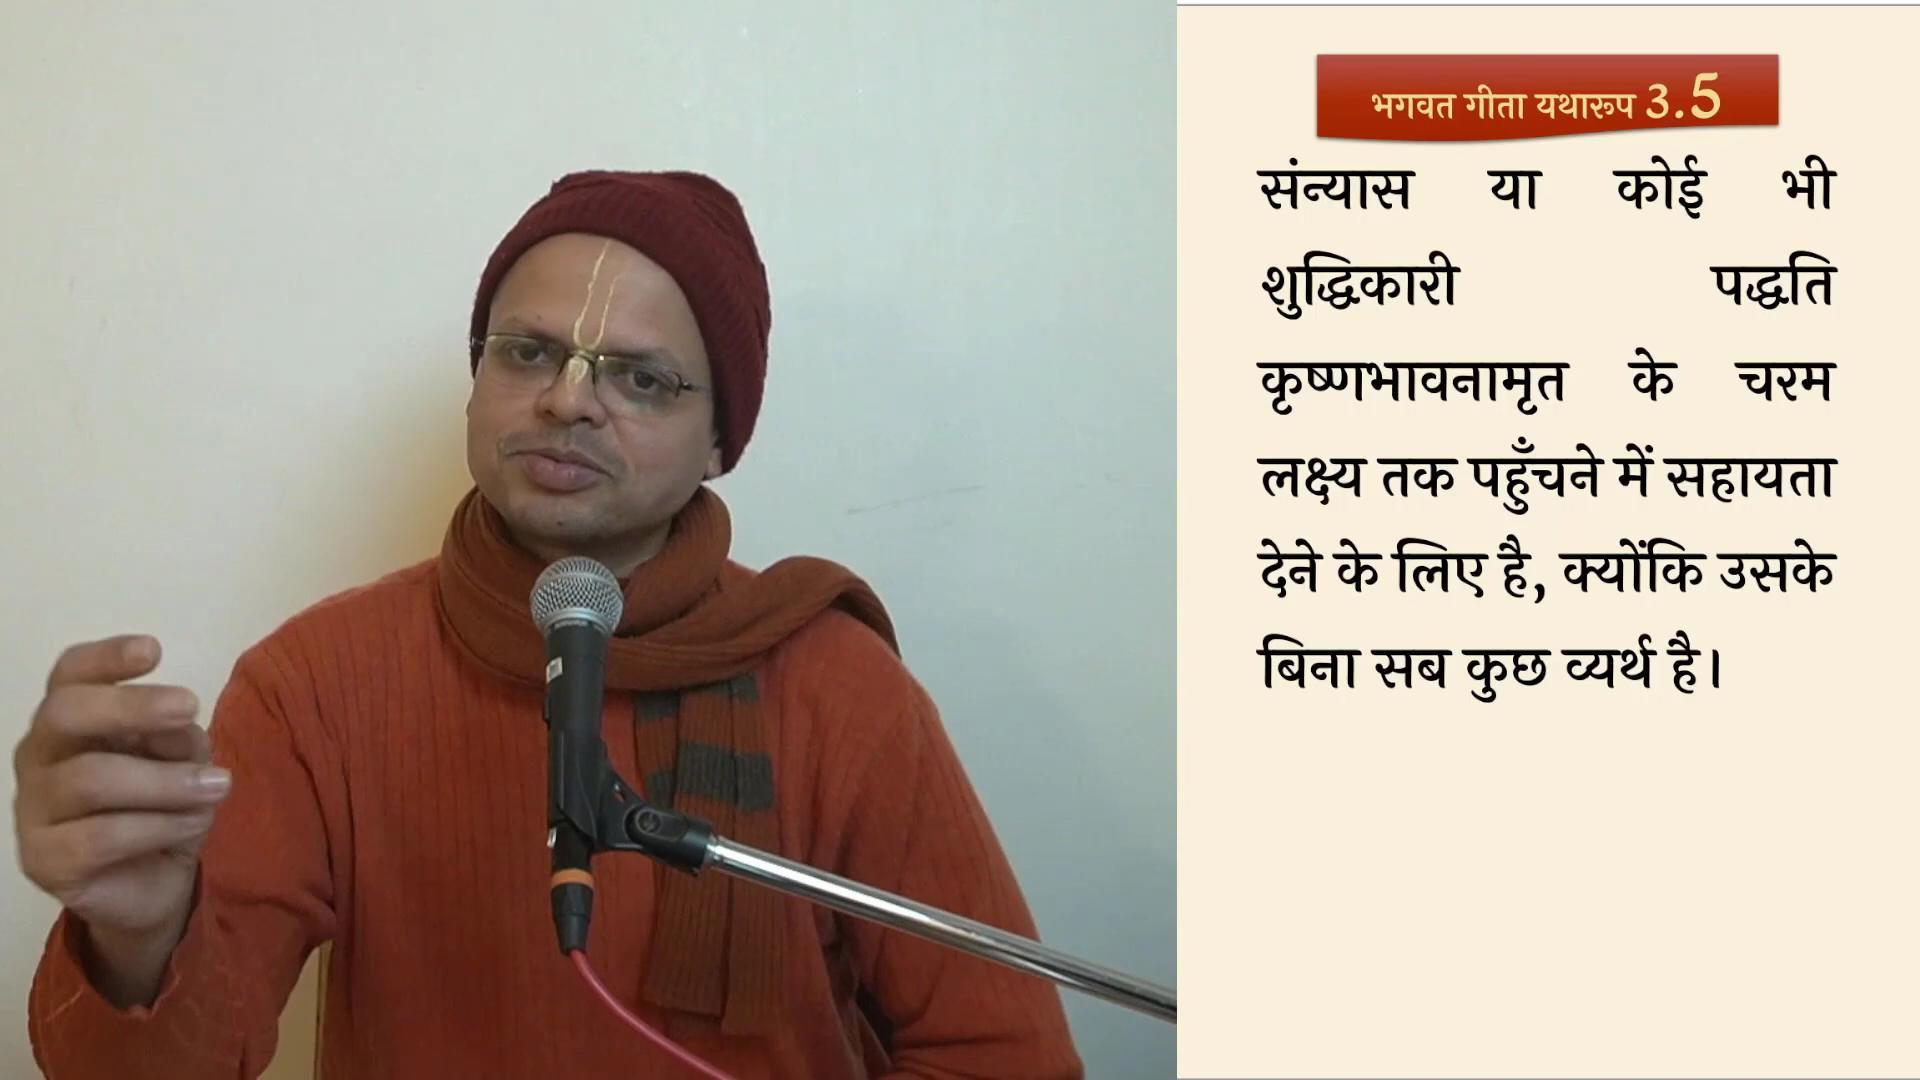 भगवत गीता यथारूप 3.5
संन्यास या कोई भी
शुद्धिकारी पद्धति
कृष्णभावनामृत के चरम
लक्ष्य तक पहुँचने में सहायता
देने के लिए है, क्योंकि उसके
बिना सब कुछ व्यर्थ है।